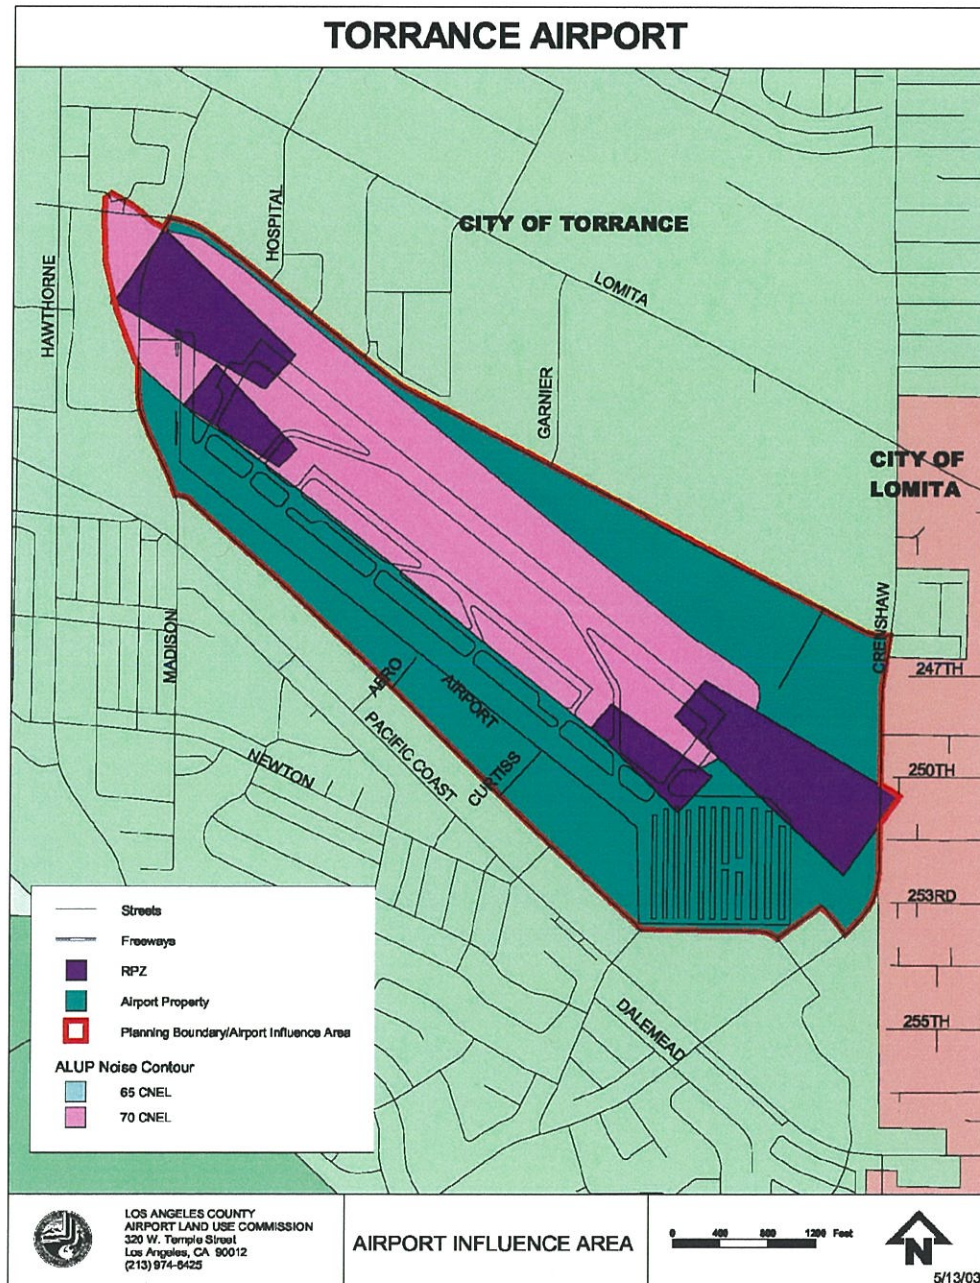 TORRANCE AIRPORT
HOSPITAL
CITY OF TORRANCE
HAWTHORNE
LOMITA
GARNIER
CITY OF
LOMITA
CRENSHAW
MADISON
247TH
AERO
AIRPORT
PACIFIC COAST
CURTISS
NEWTON
250TH
253RD
255TH
DALEMEAD
Streets
Freeways
RPZ
Airport Property
Planning Boundary/Airport Influence Area
ALUP Noise Contour
65 CNEL
70 CNEL
LOS ANGELES COUNTY
AIRPORT LAND USE COMMISSION
320 W. Temple Street
Los Angeles, CA 90012
(213) 974-6425
AIRPORT INFLUENCE AREA
0 400 800 1200 Feet
N
5/13/03